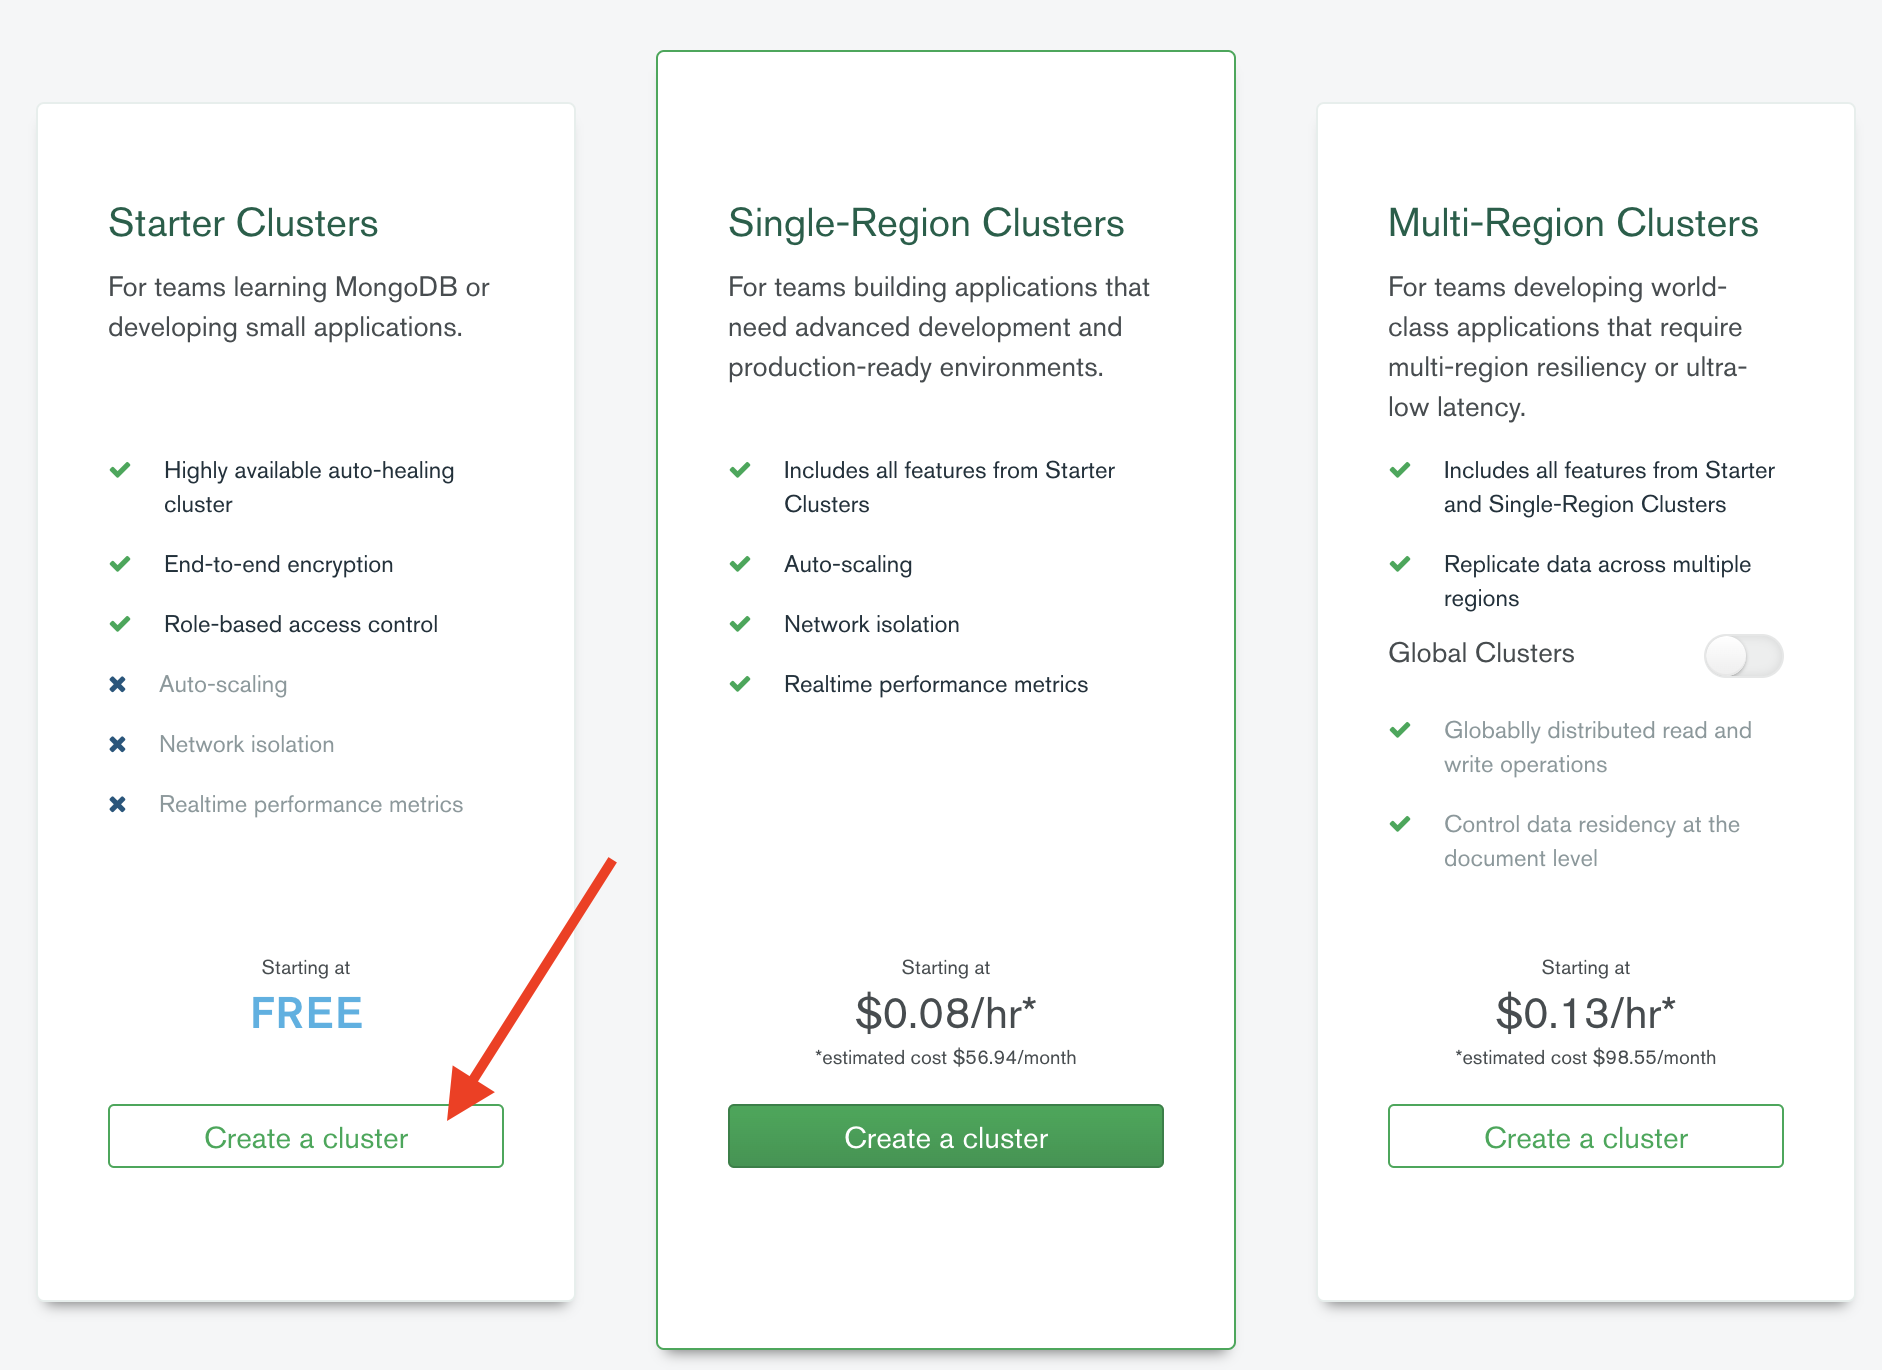 Starter Clusters
For teams learning MongoDB or
developing small applications.
Highly available auto-healing
cluster
End-to-end encryption
Role-based access control
Auto-scaling
Network isolation
Realtime performance metrics
Starting at
FREE
Create a cluster
Single-Region Clusters
For teams building applications that
need advanced development and
production-ready environments.
Includes all features from Starter
Clusters
Auto-scaling
Network isolation
Realtime performance metrics
Starting at
$0.08/hr*
*estimated cost $56.94/month
Create a cluster
Multi-Region Clusters
For teams developing world-
class applications that require
multi-region resiliency or ultra-
low latency.
Includes all features from Starter
and Single-Region Clusters
Replicate data across multiple
regions
Global Clusters
Globablly distributed read and
write operations
Control data residency at the
document level
Starting at
$0.13/hr*
*estimated cost $98.55/month
Create a cluster